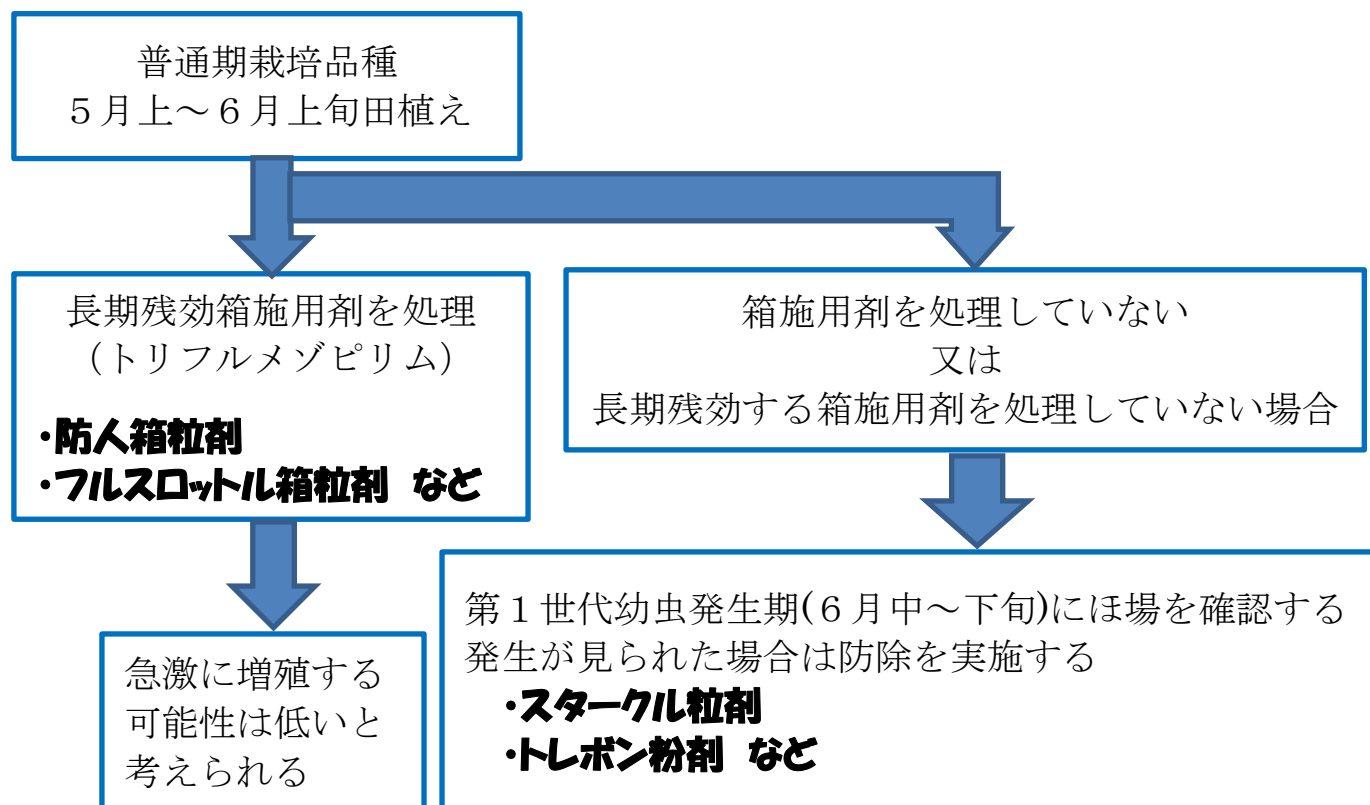 普通期栽培品種
５月上～６月上旬田植え
長期残効箱施用剤を処理
（トリフルメゾピリム）
・防人箱粒剤
・フルスロットル箱粒剤　など
箱施用剤を処理していない
又は
長期残効する箱施用剤を処理していない場合
急激に増殖する
可能性は低いと
考えられる
第１世代幼虫発生期(６月中～下旬)にほ場を確認する
発生が見られた場合は防除を実施する
・スタークル粒剤
・トレボン粉剤　など